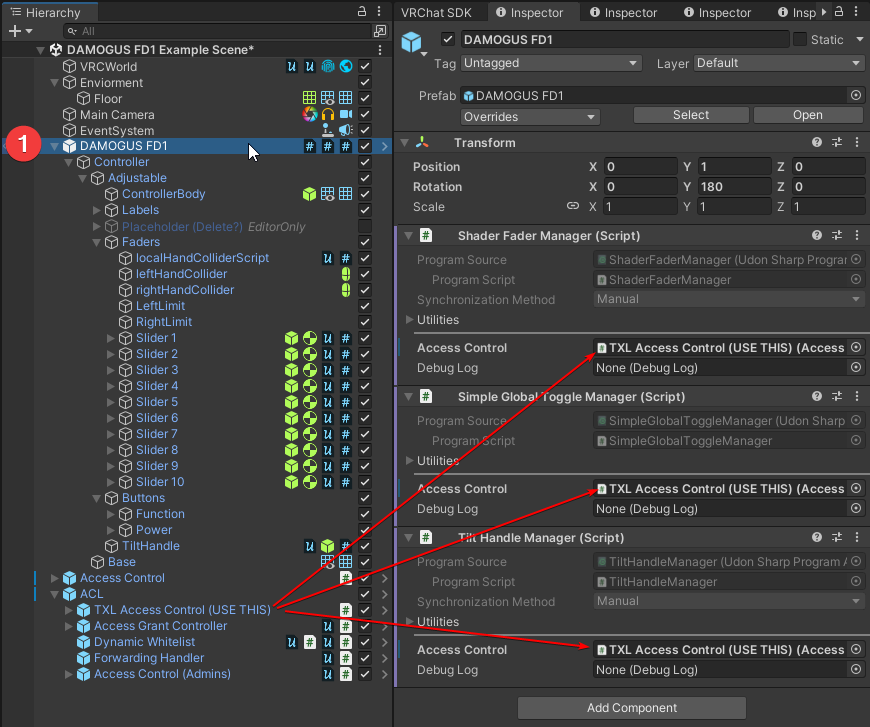 Hierarchy
All
DAMOGUS FD1 Example Scene*
VRCWorld
Enviorment
Floor
Main Camera
EventSystem
1
DAMOGUS FD1
Controller
Adjustable
ControllerBody
Labels
Placeholder (Delete?) EditorOnly
Faders
localHandColliderScript
leftHandCollider
rightHandCollider
LeftLimit
RightLimit
Slider 1
Slider 2
Slider 3
Slider 4
Slider 5
Slider 6
Slider 7
Slider 8
Slider 9
Slider 10
Buttons
Function
Power
TiltHandle
Base
Access Control
ACL
TXL Access Control (USE THIS)
Access Grant Controller
Dynamic Whitelist
Forwarding Handler
Access Control (Admins)
VRChat SDK Inspector Inspector Inspector Insp
DAMOGUS FD1 Static
Tag Untagged Layer Default
Prefab DAMOGUS FD1
Overrides Select Open
Transform
Position X 0 Y 1 Z 0
Rotation X 0 Y 180 Z 0
Scale X 1 Y 1 Z 1
Shader Fader Manager (Script)
Program Source ShaderFaderManager (Udon Sharp Program
Program Script ShaderFaderManager
Synchronization Method Manual
Utilities
Access Control TXL Access Control (USE THIS) (Access
Debug Log None (Debug Log)
Simple Global Toggle Manager (Script)
Program Source SimpleGlobalToggleManager (Udon Sharp
Program Script SimpleGlobalToggleManager
Utilities
Access Control TXL Access Control (USE THIS) (Access
Debug Log None (Debug Log)
Tilt Handle Manager (Script)
Program Source TiltHandleManager (Udon Sharp Program A
Program Script TiltHandleManager
Synchronization Method Manual
Utilities
Access Control TXL Access Control (USE THIS) (Access
Debug Log None (Debug Log)
Add Component